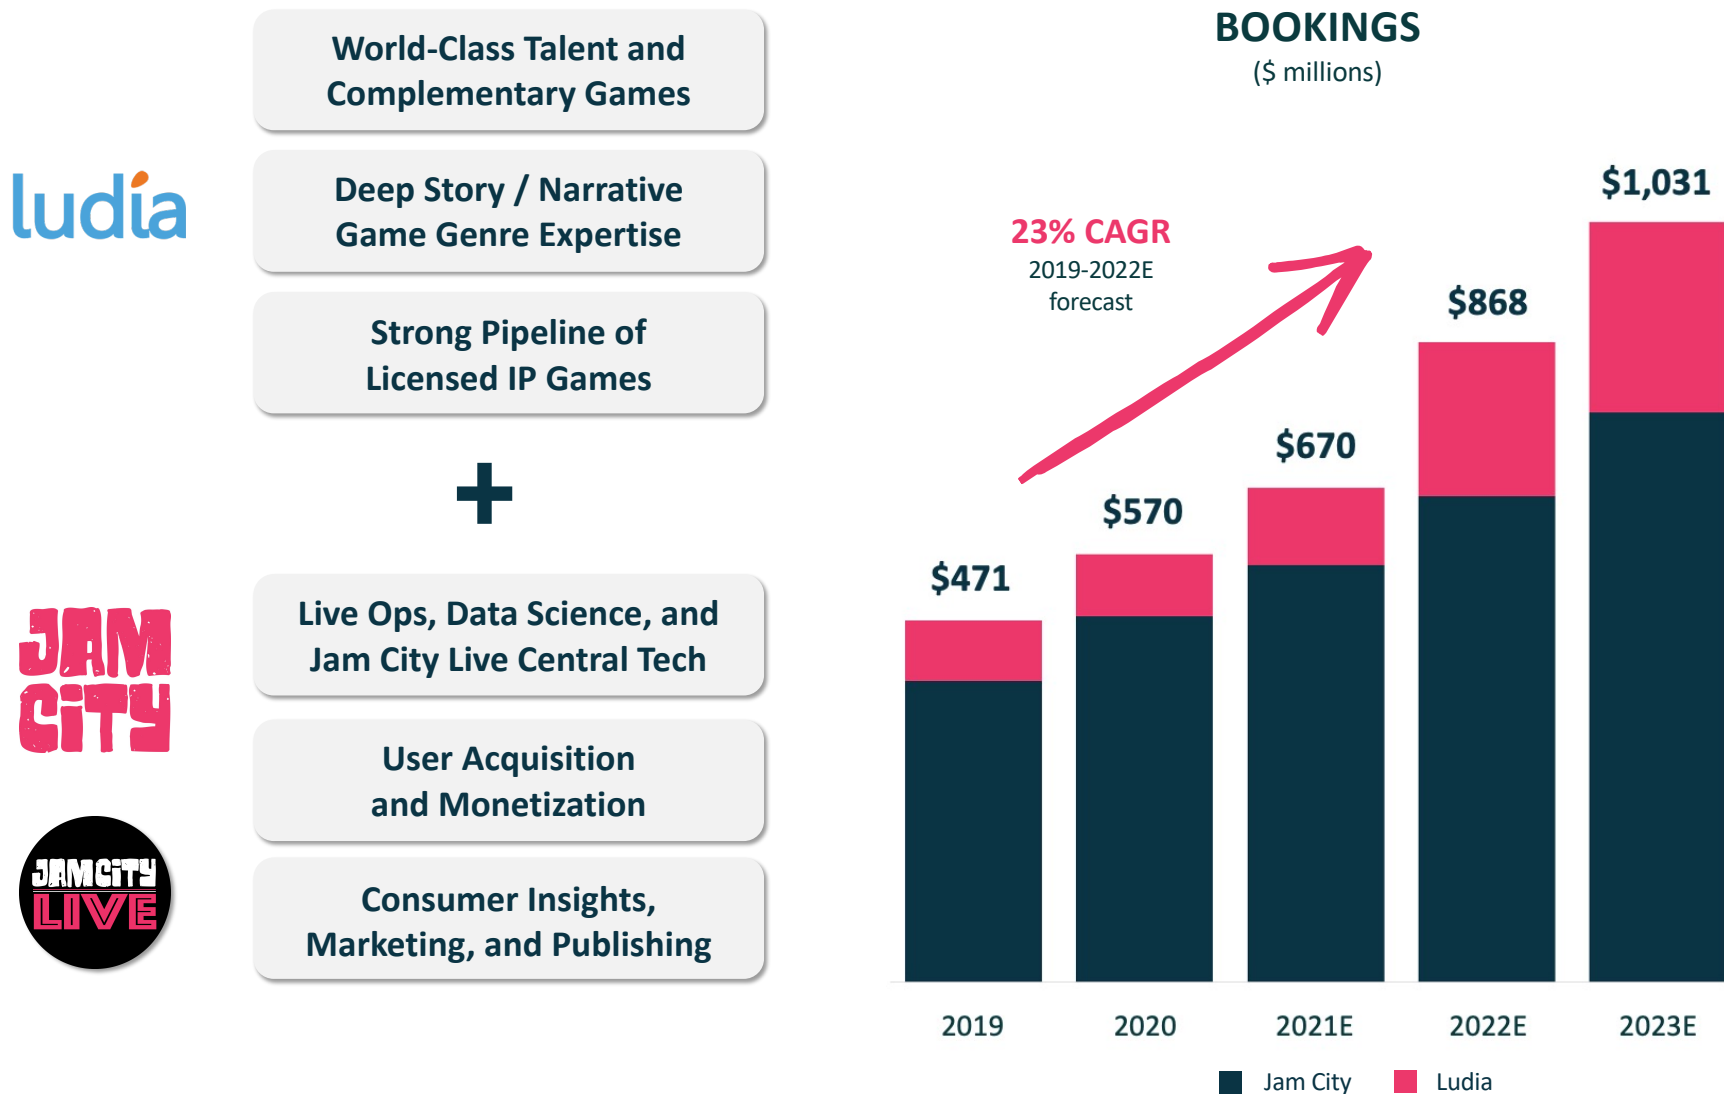 World-Class Talent and
Complementary Games
ludia
Deep Story / Narrative
Game Genre Expertise
Strong Pipeline of
Licensed IP Games
+
JAM
CiTY
Live Ops, Data Science, and
Jam City Live Central Tech
User Acquisition
and Monetization
JAMCiTY
LIVE
Consumer Insights,
Marketing, and Publishing
BOOKINGS
($ millions)
23% CAGR
2019-2022E
forecast
$471
$570
$670
$868
$1,031
2019
2020
2021E
2022E
2023E
Jam City
Ludia